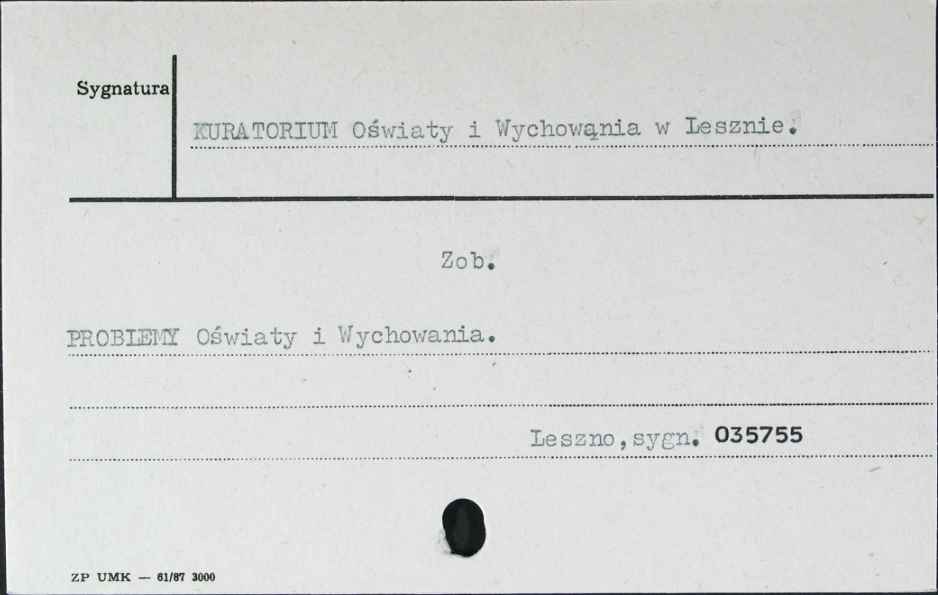 Sygnatura
KURATORIUM Oświaty i Wychowąnia w Lesznie.
Zob.
PROBLEMY Oświaty i Wychowania.
Leszno,sygn. 035755
ZP UMK — 61/87 3000